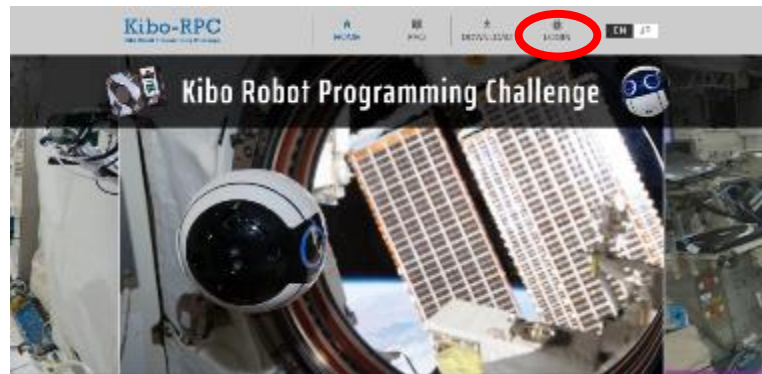 Kibo-RPC
HOME
FAQ
DOWNLOAD
LOGIN
EN JP
Kibo Robot Programming Challenge